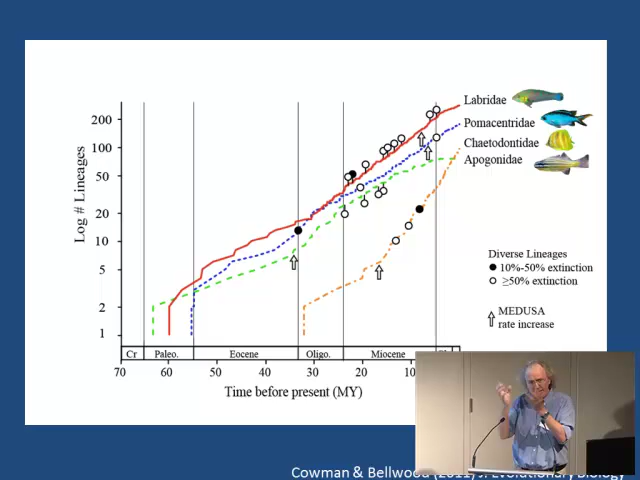 Labridae
Pomacentridae
Chaetodontidae
Apogonidae
Log # Lineages
200
100
50
20
10
5
2
1
Diverse Lineages
10%-50% extinction
≥50% extinction
MEDUSA
rate increase
Cr
Paleo.
Eocene
Oligo.
Miocene
70 60 50 40 30 20 10
Time before present (MY)
Cowman & Bellwood (2011) J. Evolutionary Biology